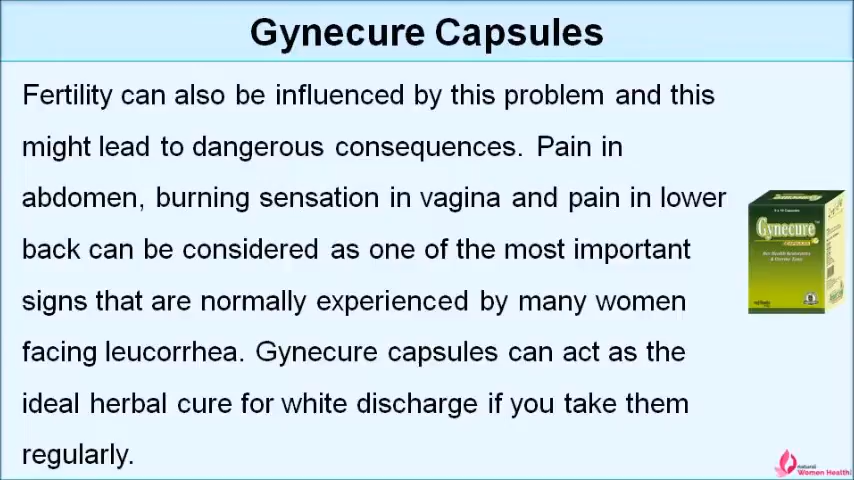 Gynecure Capsules
Fertility can also be influenced by this problem and this
might lead to dangerous consequences. Pain in
abdomen, burning sensation in vagina and pain in lower
back can be considered as one of the most important
signs that are normally experienced by many women
facing leucorrhea. Gynecure capsules can act as the
ideal herbal cure for white discharge if you take them
regularly.
Gynecure
natural
Women Health